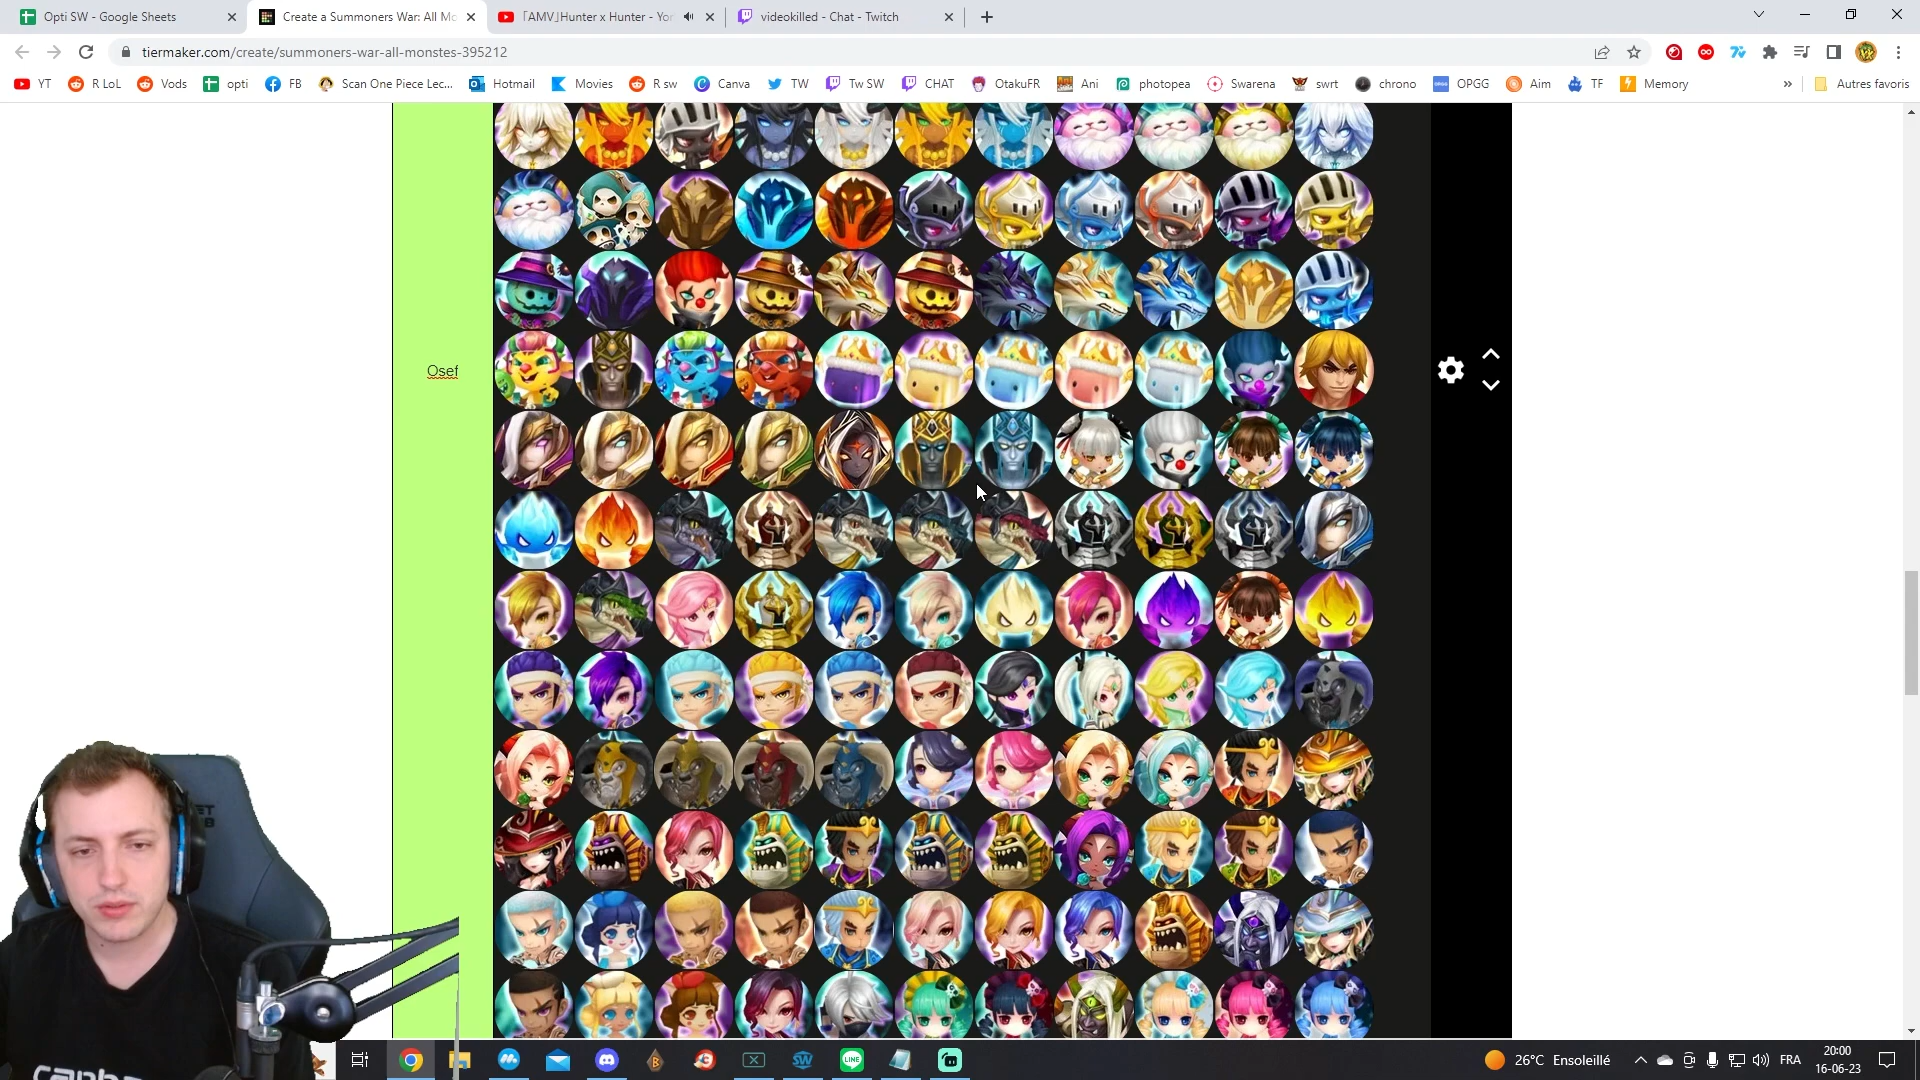 Opti SW - Google Sheets
Create a Summoners War: All Mo
「AMV」Hunter x Hunter - Yor
videokilled - Chat - Twitch
tiermaker.com/create/summoners-war-all-monstes-395212
YT
R LoL
Vods
opti
FB
Scan One Piece Lec...
Hotmail
Movies
R sw
Canva
TW
Tw SW
CHAT
OtakuFR
Ani
photopea
Swarena
swrt
chrono
OPGG
Aim
TF
Memory
»
Autres favoris
Osef
26°C Ensoleillé
FRA
20:00
16-06-23